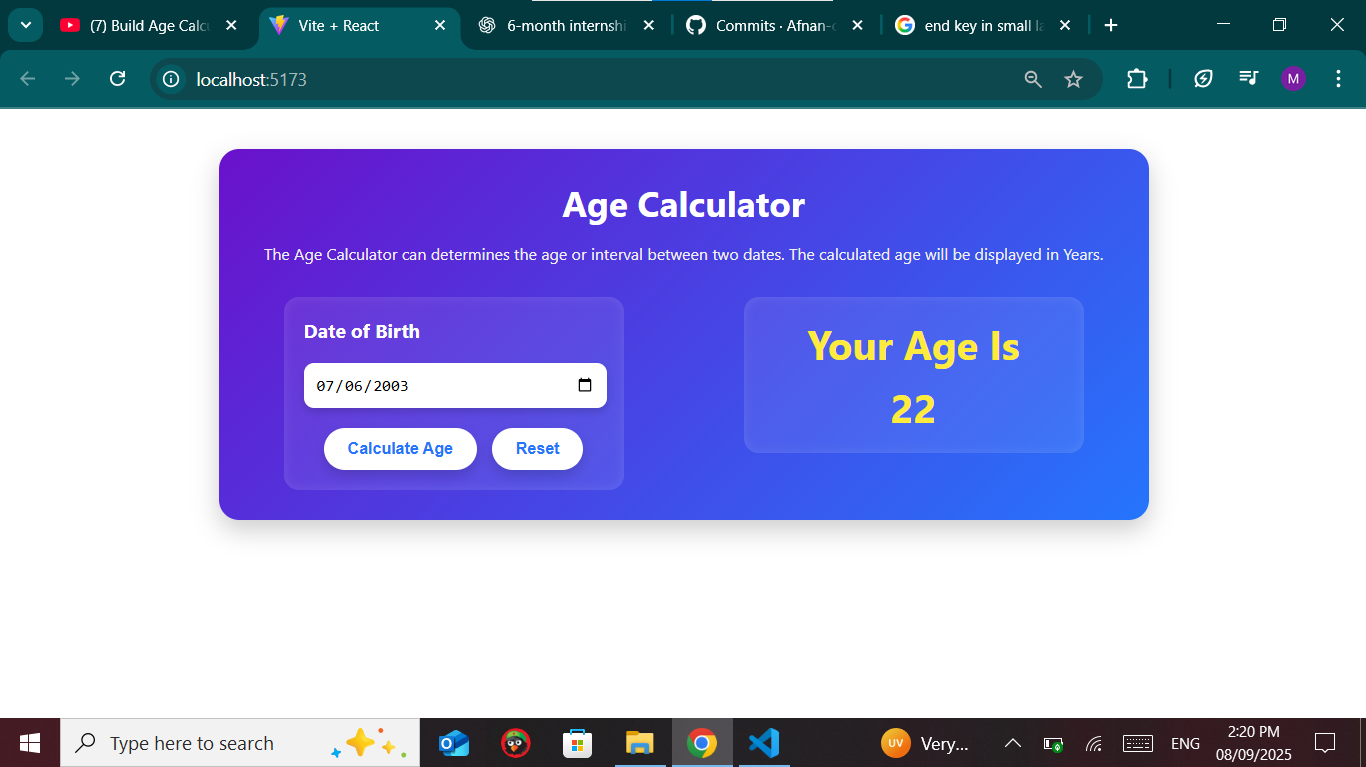 (7) Build Age Calc
Vite + React
6-month internshi
Commits · Afnan-
end key in small la
localhost:5173
M
Age Calculator
The Age Calculator can determines the age or interval between two dates. The calculated age will be displayed in Years.
Date of Birth
07/06/2003
Calculate Age
Reset
Your Age Is
22
Type here to search
UV
Very...
ENG
2:20 PM
08/09/2025